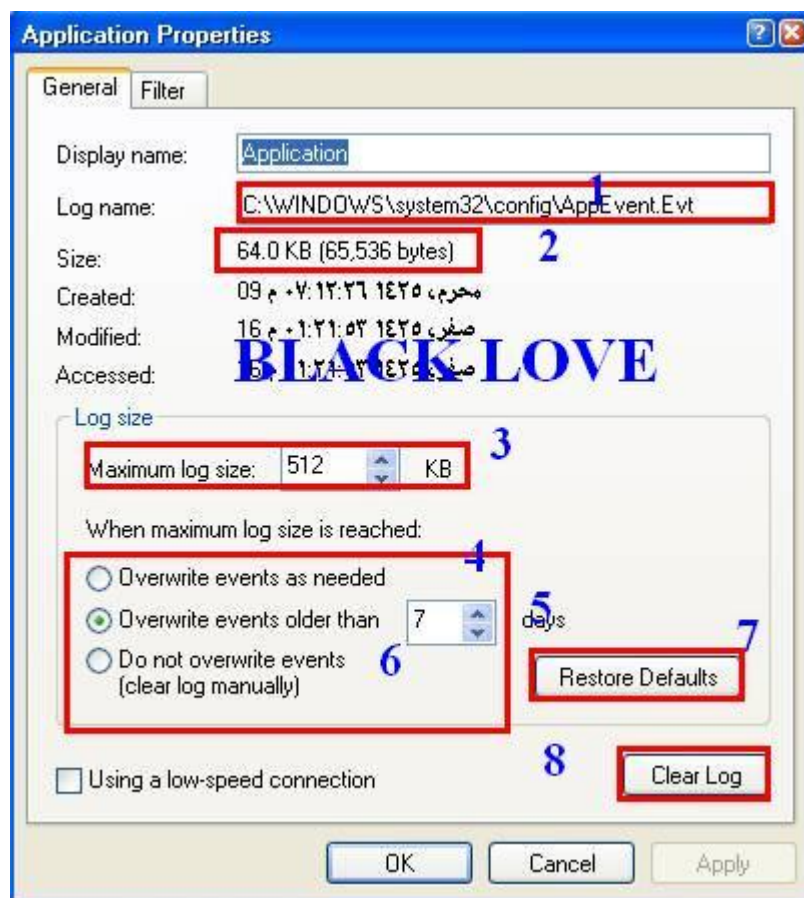 Application Properties
General Filter
Display name: Application
Log name: C:\WINDOWS\system32\config\AppEvent.Evt
1
Size: 64.0 KB (65,536 bytes)
2
Created: 09 محرم، ١٤٢٥ ٠٧:١٢:٢٦ م
Modified: 16 صفر، ١٤٢٥ ٠١:٢١:٥٣ م
Accessed:
BLACK LOVE
Log size
3
Maximum log size: 512 KB
When maximum log size is reached:
4
Overwrite events as needed
Overwrite events older than 7 days
5
Do not overwrite events
(clear log manually)
6
7
Restore Defaults
8
Using a low-speed connection
Clear Log
OK Cancel Apply